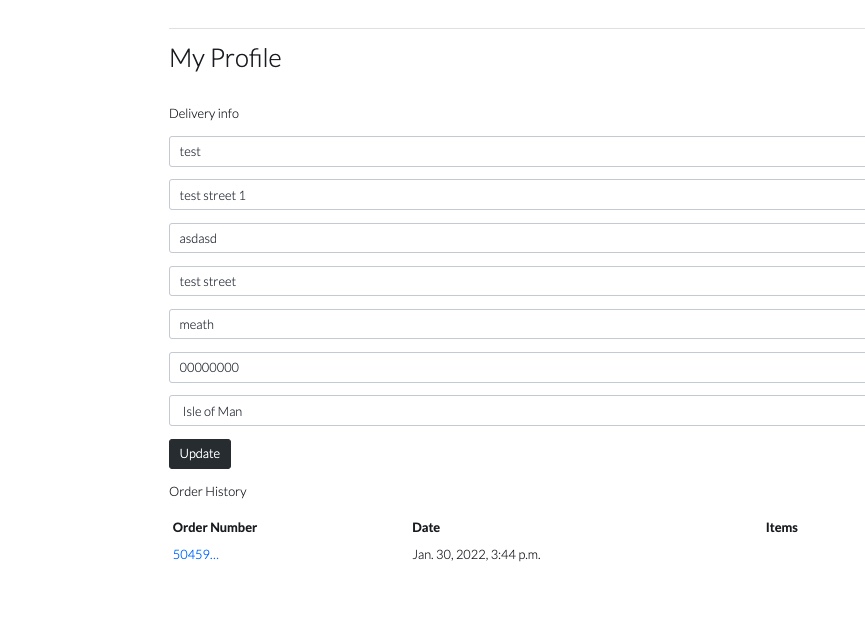 My Profile
Delivery info
test
test street 1
asdasd
test street
meath
00000000
Isle of Man
Update
Order History
Order Number Date Items
50459... Jan. 30, 2022, 3:44 p.m.